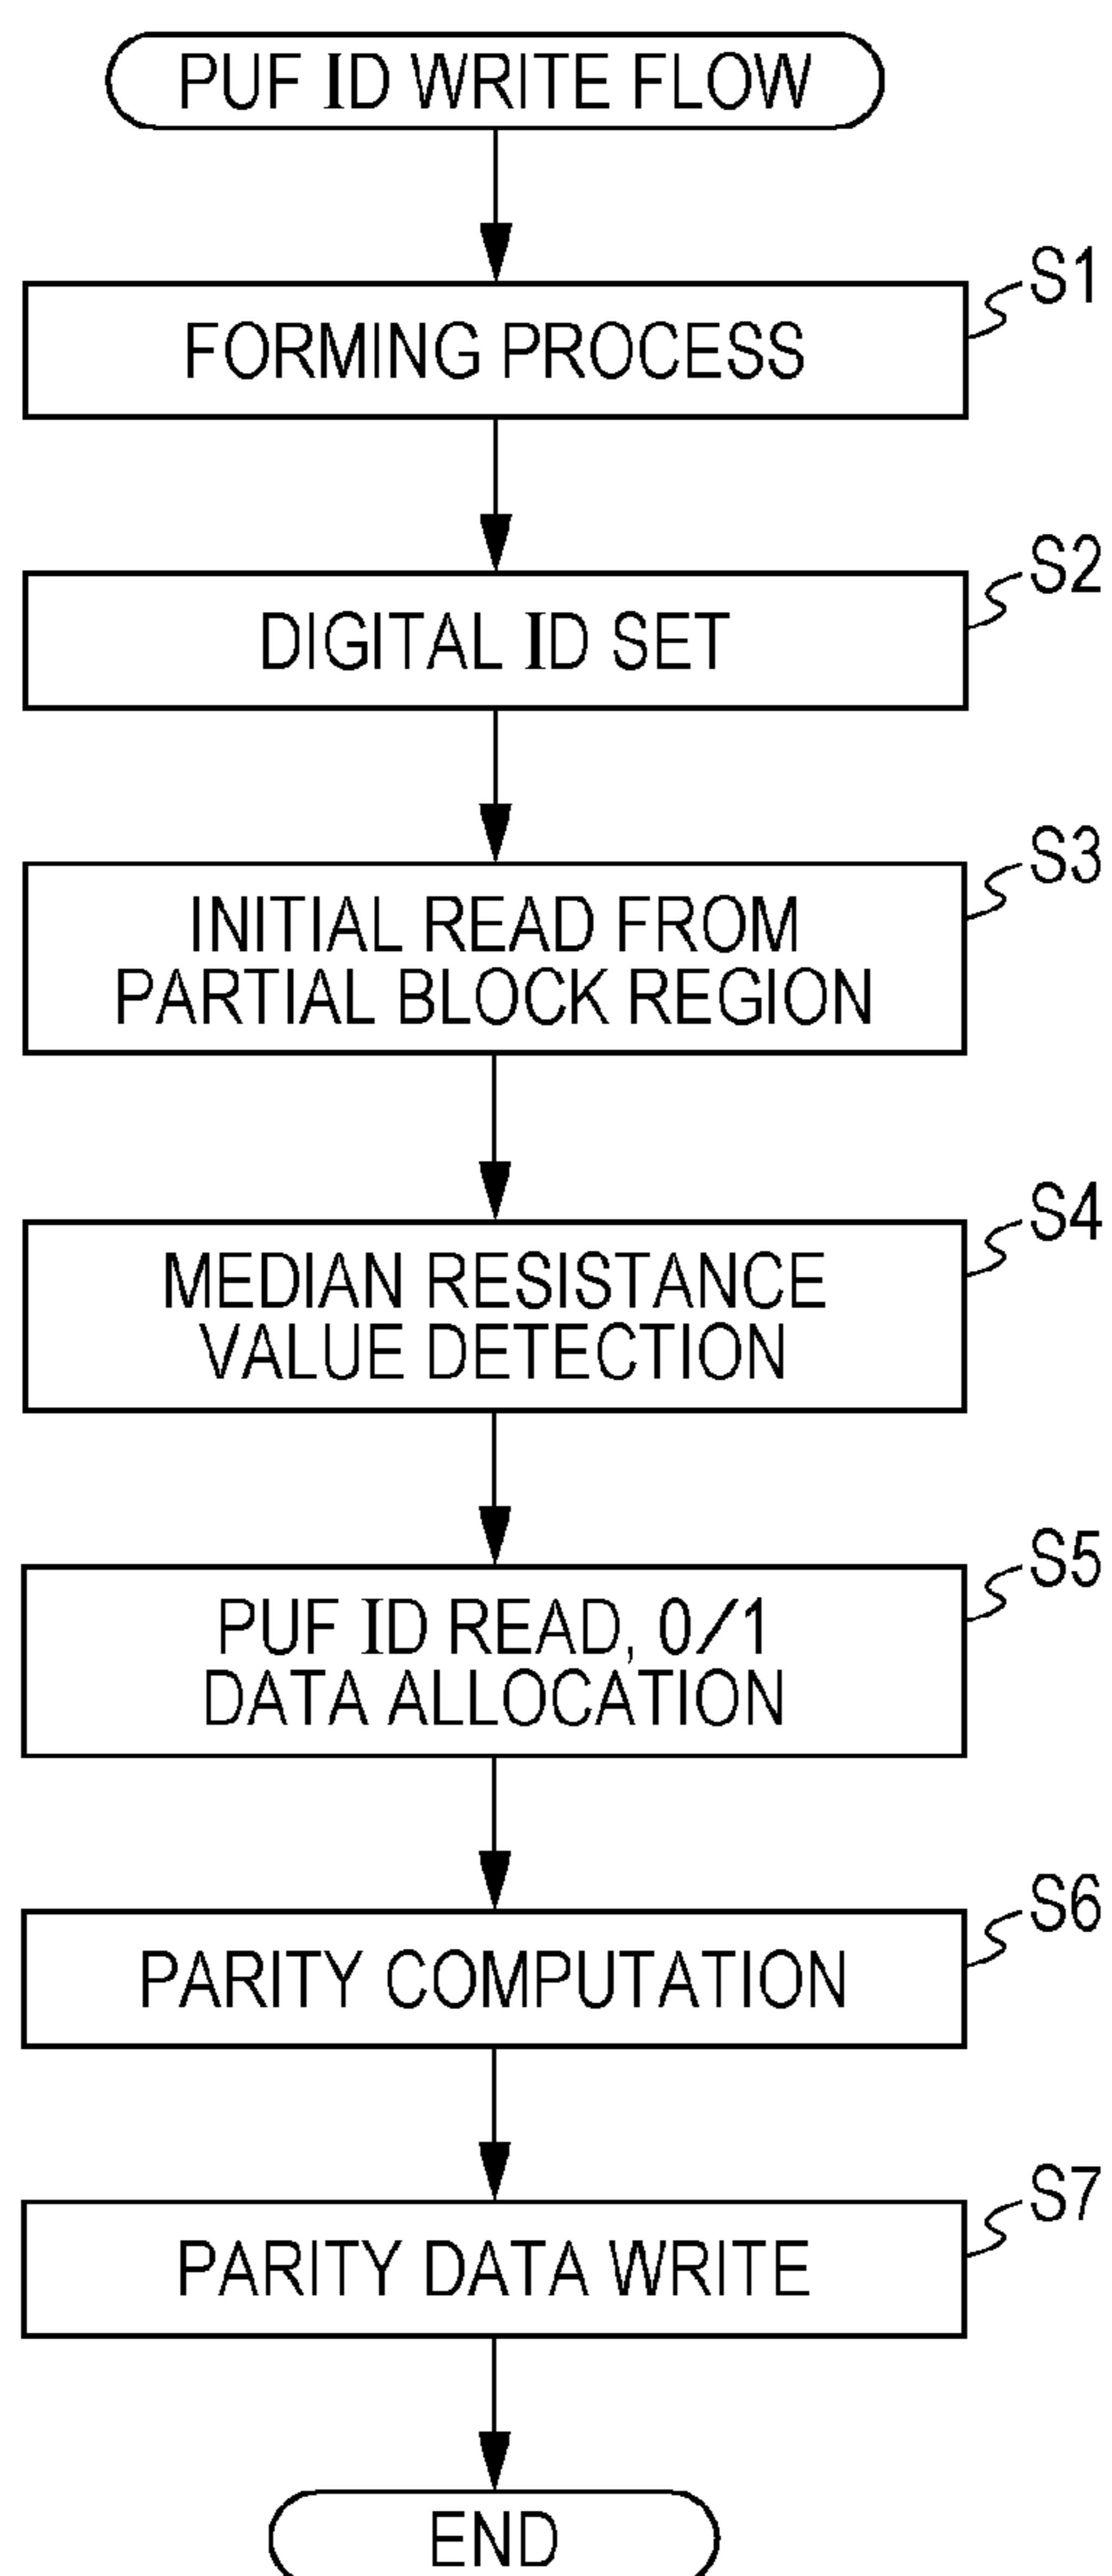 PUF ID WRITE FLOW
S1
FORMING PROCESS
S2
DIGITAL ID SET
S3
INITIAL READ FROM
PARTIAL BLOCK REGION
S4
MEDIAN RESISTANCE
VALUE DETECTION
S5
PUF ID READ, 0/1
DATA ALLOCATION
S6
PARITY COMPUTATION
S7
PARITY DATA WRITE
END